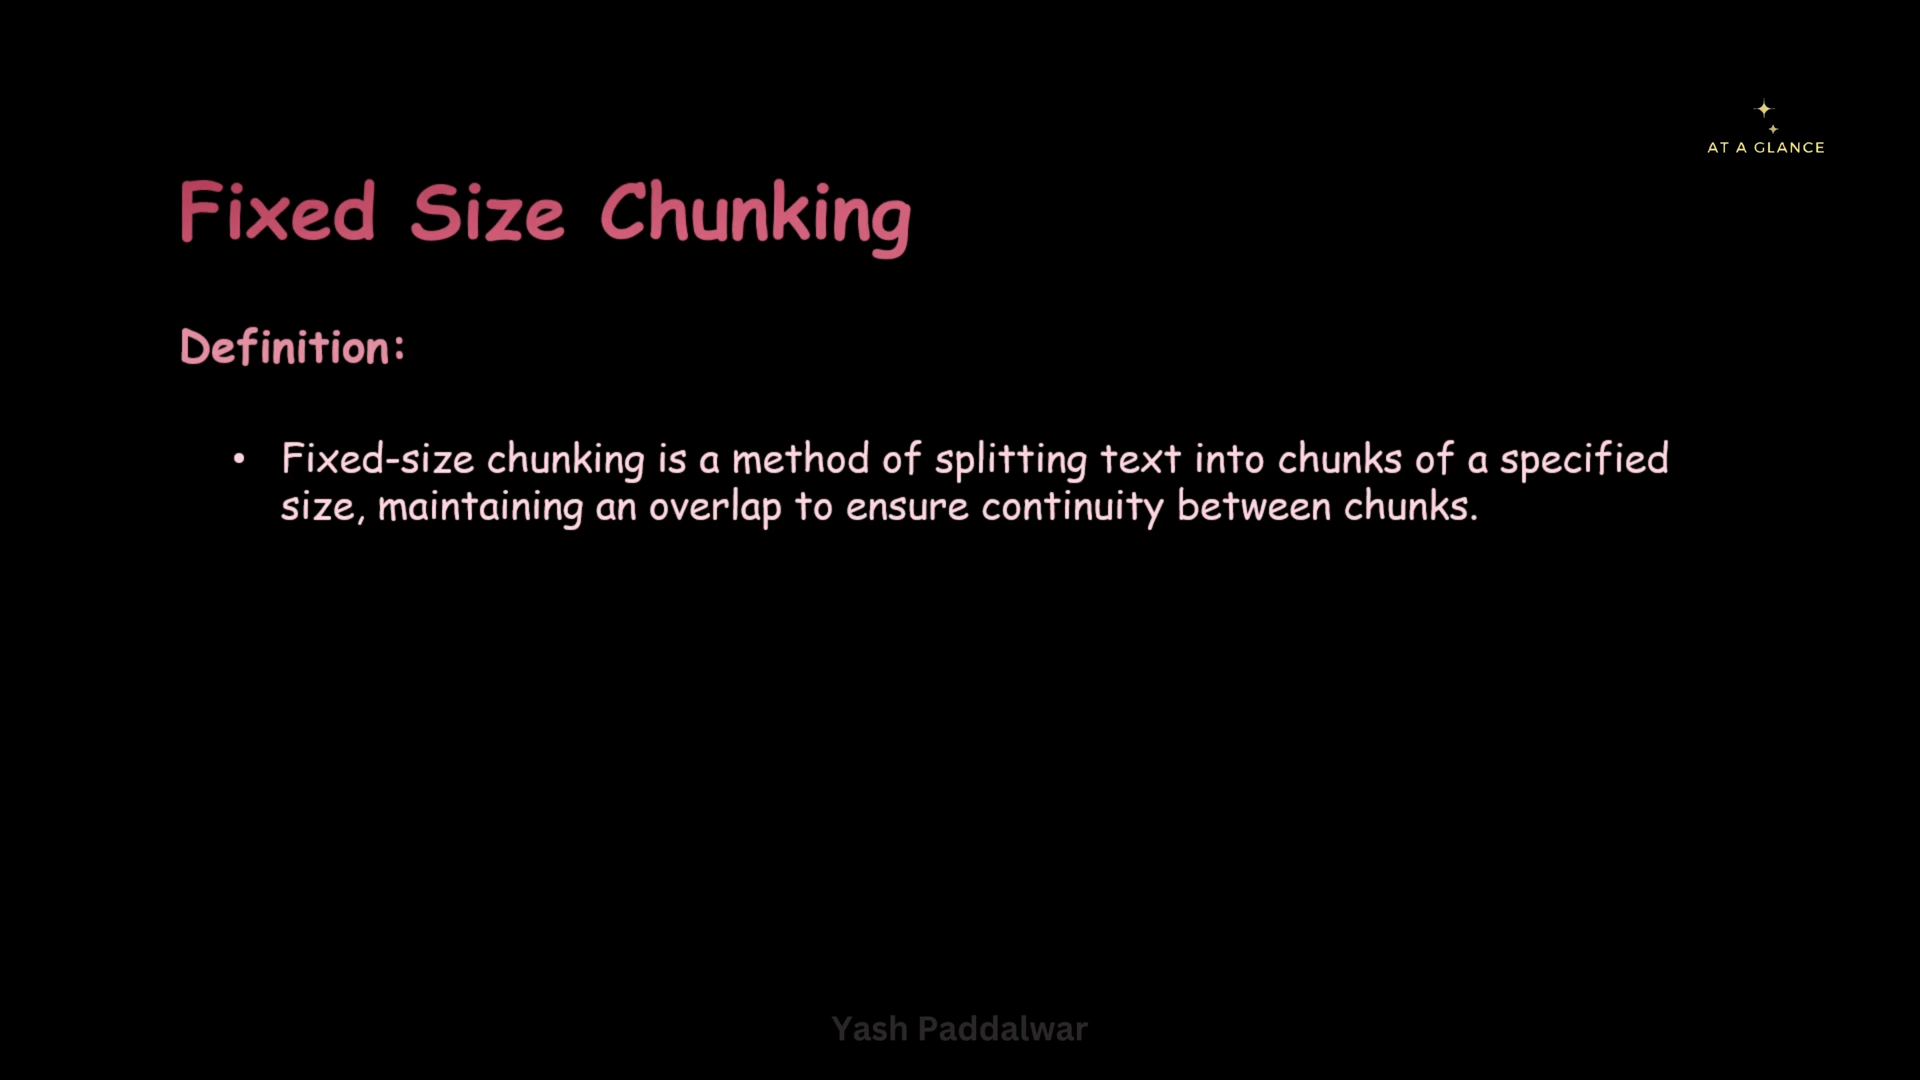 AT A GLANCE
Fixed Size Chunking
Definition:
• Fixed-size chunking is a method of splitting text into chunks of a specified
size, maintaining an overlap to ensure continuity between chunks.
Yash Paddalwar